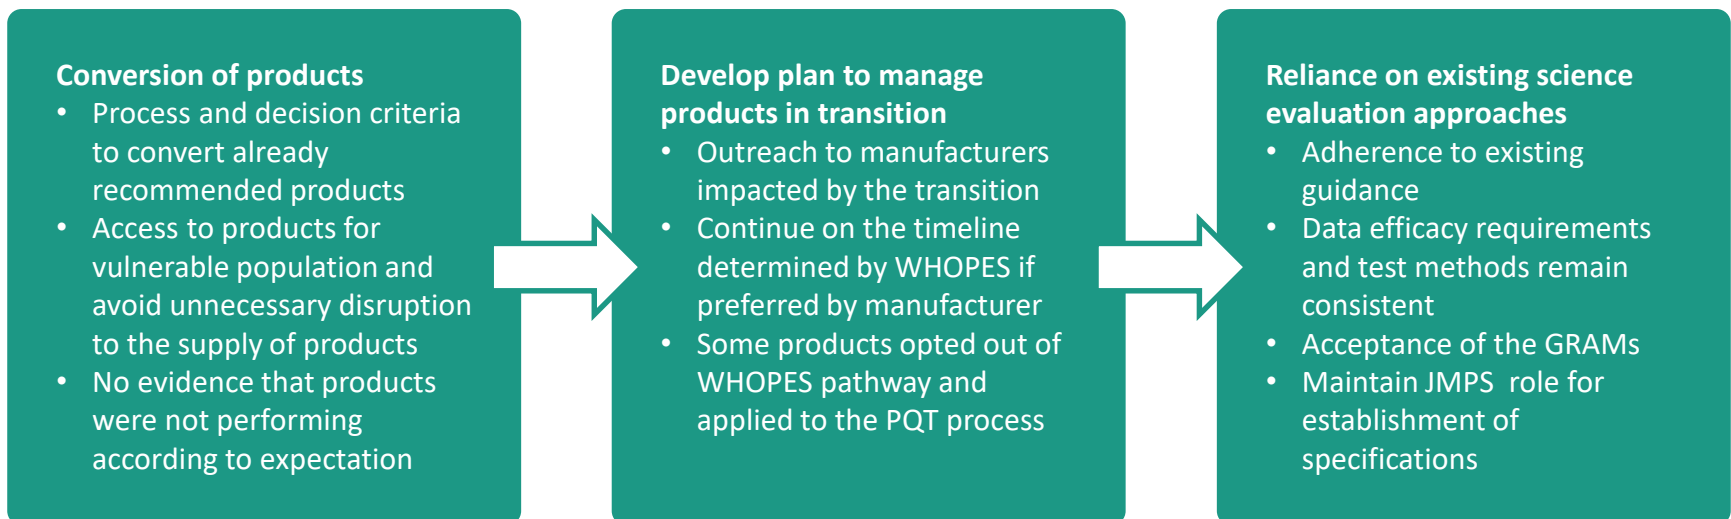 Conversion of products
• Process and decision criteria
to convert already
recommended products
• Access to products for
vulnerable population and
avoid unnecessary disruption
to the supply of products
• No evidence that products
were not performing
according to expectation
Develop plan to manage
products in transition
• Outreach to manufacturers
impacted by the transition
• Continue on the timeline
determined by WHOPES if
preferred by manufacturer
• Some products opted out of
WHOPES pathway and
applied to the PQT process
Reliance on existing science
evaluation approaches
• Adherence to existing
guidance
• Data efficacy requirements
and test methods remain
consistent
• Acceptance of the GRAMs
• Maintain JMPS  role for
establishment of
specifications